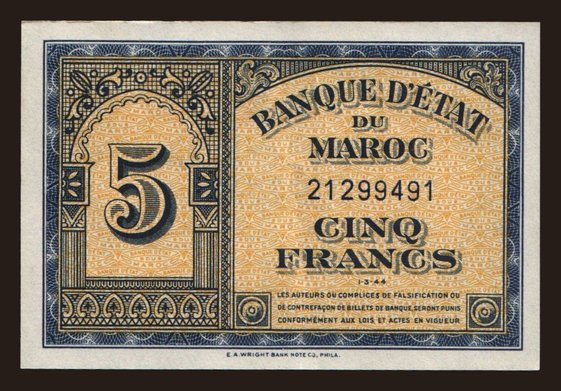 5
BANQUE D'ÉTAT
DU
MAROC
21299491
CINQ
FRANCS
1-3-44
LES AUTEURS OU COMPLICES DE FALSIFICATION OU
DE CONTREFAÇON DE BILLETS DE BANQUE, SERONT PUNIS
CONFORMÉMENT AUX LOIS ET ACTES EN VIGUEUR
E.A. WRIGHT BANK NOTE CO., PHILA.